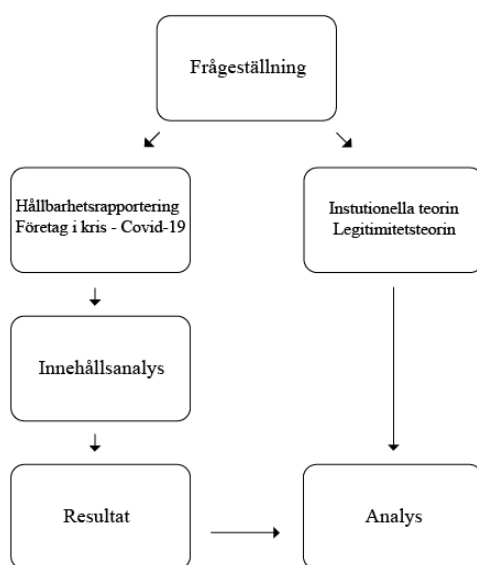 Frågeställning
Hållbarhetsrapportering
Företag i kris - Covid-19
Instutionella teorin
Legitimitetsteorin
Innehållsanalys
Resultat
Analys